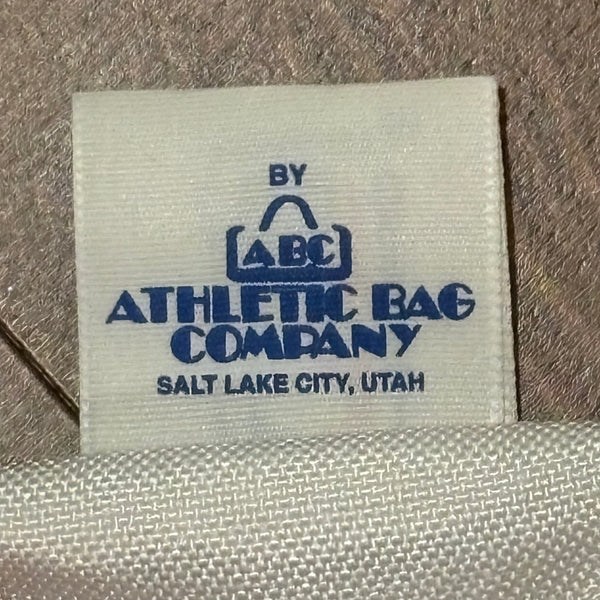 BY
ABC
ATHLETIC BAG
COMPANY
SALT LAKE CITY, UTAH